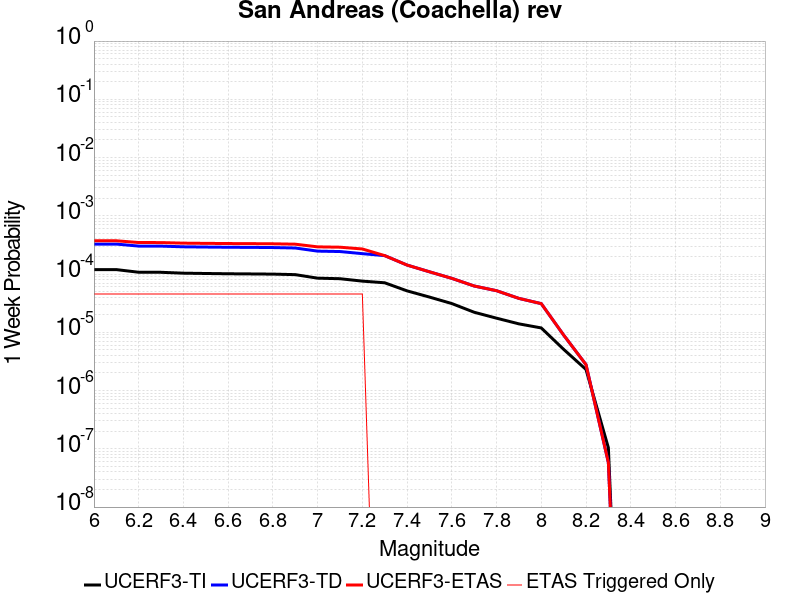 San Andreas (Coachella) rev
10^0
10^-1
10^-2
10^-3
10^-4
10^-5
10^-6
10^-7
10^-8
1 Week Probability
6 6.2 6.4 6.6 6.8 7 7.2 7.4 7.6 7.8 8 8.2 8.4 8.6 8.8 9
Magnitude
UCERF3-TI UCERF3-TD UCERF3-ETAS ETAS Triggered Only